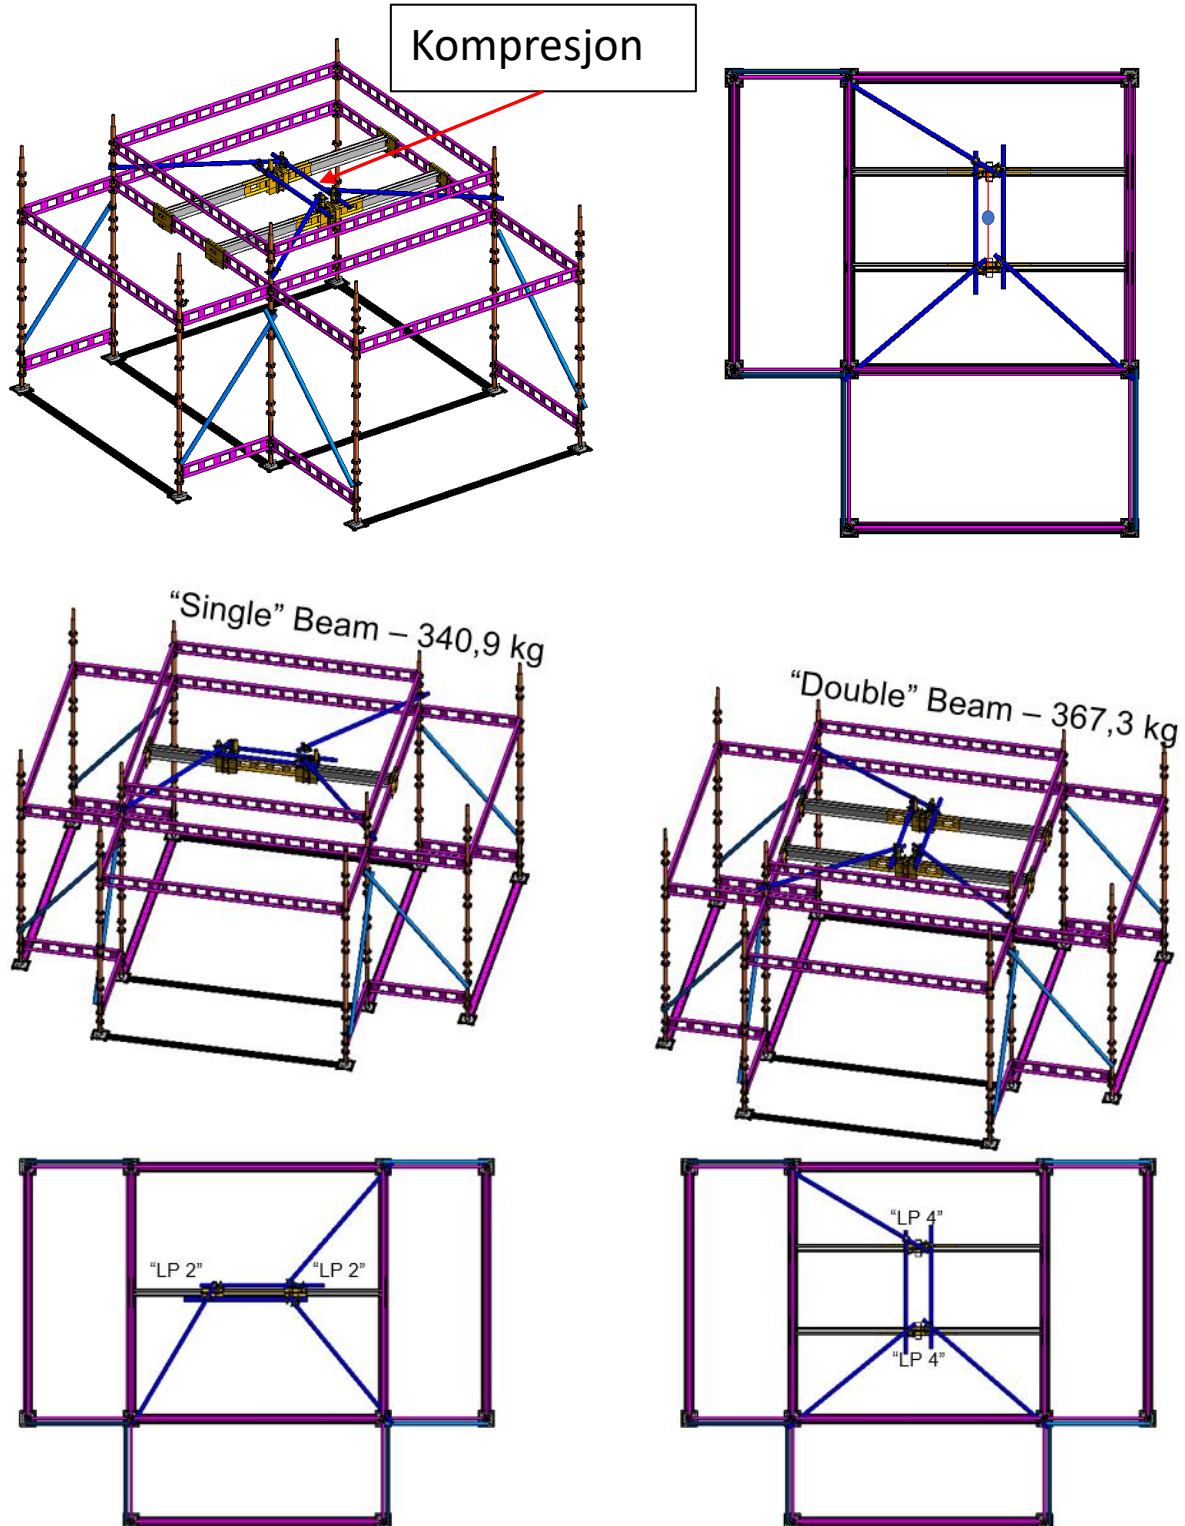 Kompresjon
“Single” Beam – 340,9 kg
“Double” Beam – 367,3 kg
“LP 2” “LP 2”
“LP 4”
“LP 4”